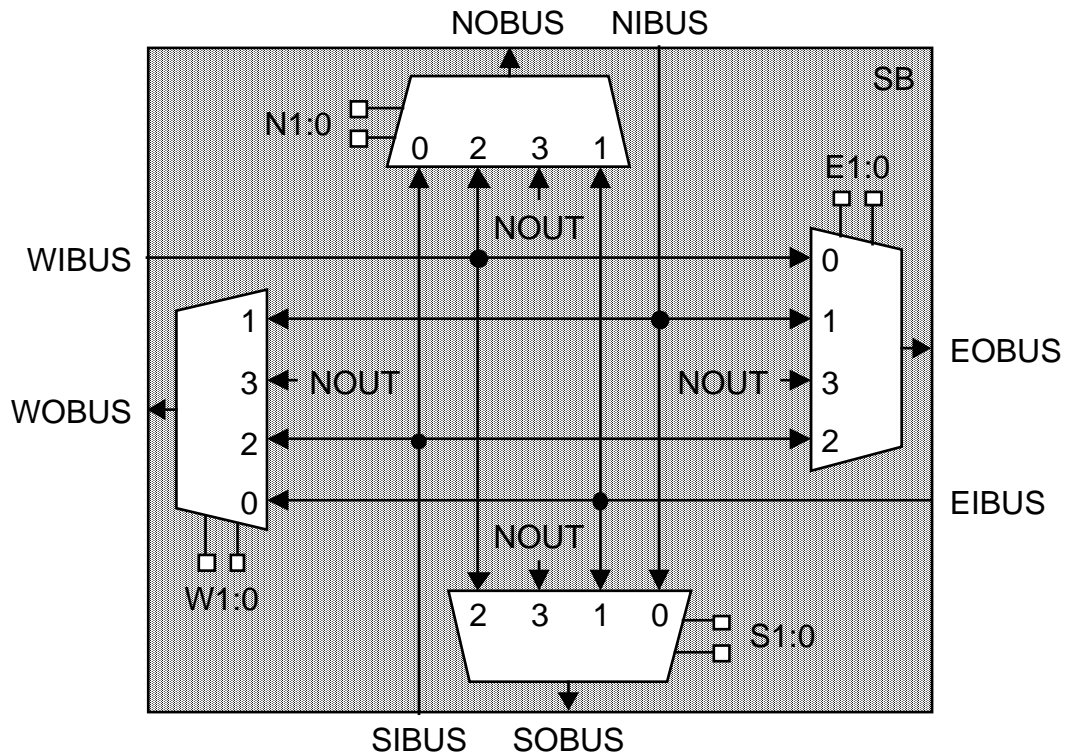 NOBUS NIBUS
SB
N1:0
0 2 3 1
E1:0
NOUT
WIBUS
0
1
1
EOBUS
3 NOUT
NOUT 3
WOBUS
2
2
0
EIBUS
NOUT
W1:0
2 3 1 0
S1:0
SIBUS SOBUS